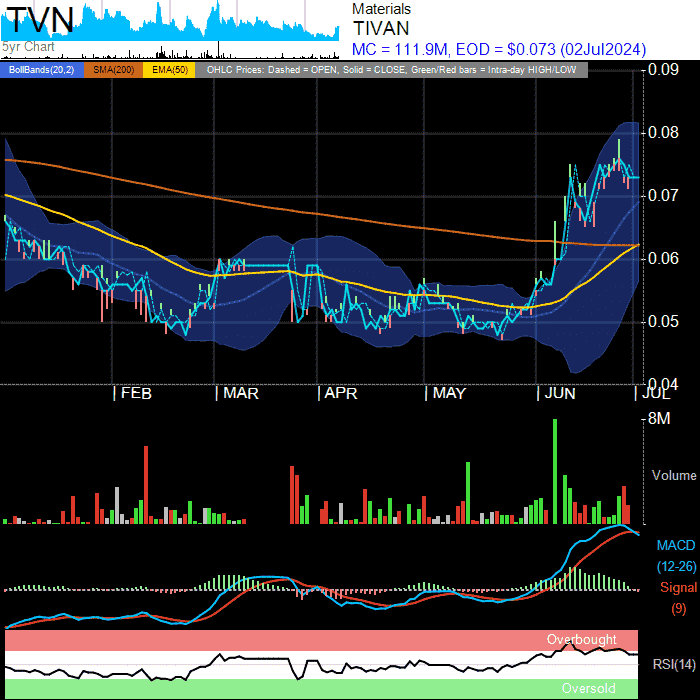 TVN
5yr Chart
Materials
TIVAN
MC = 111.9M, EOD = $0.073 (02Jul2024)
BollBands(20,2) SMA(200) EMA(50) OHLC Prices: Dashed = OPEN, Solid = CLOSE, Green/Red bars = Intra-day HIGH/LOW
0.09
0.08
0.07
0.06
0.05
0.04
FEB MAR APR MAY JUN JUL
8M
Volume
MACD
(12-26)
Signal
(9)
Overbought
RSI(14)
Oversold